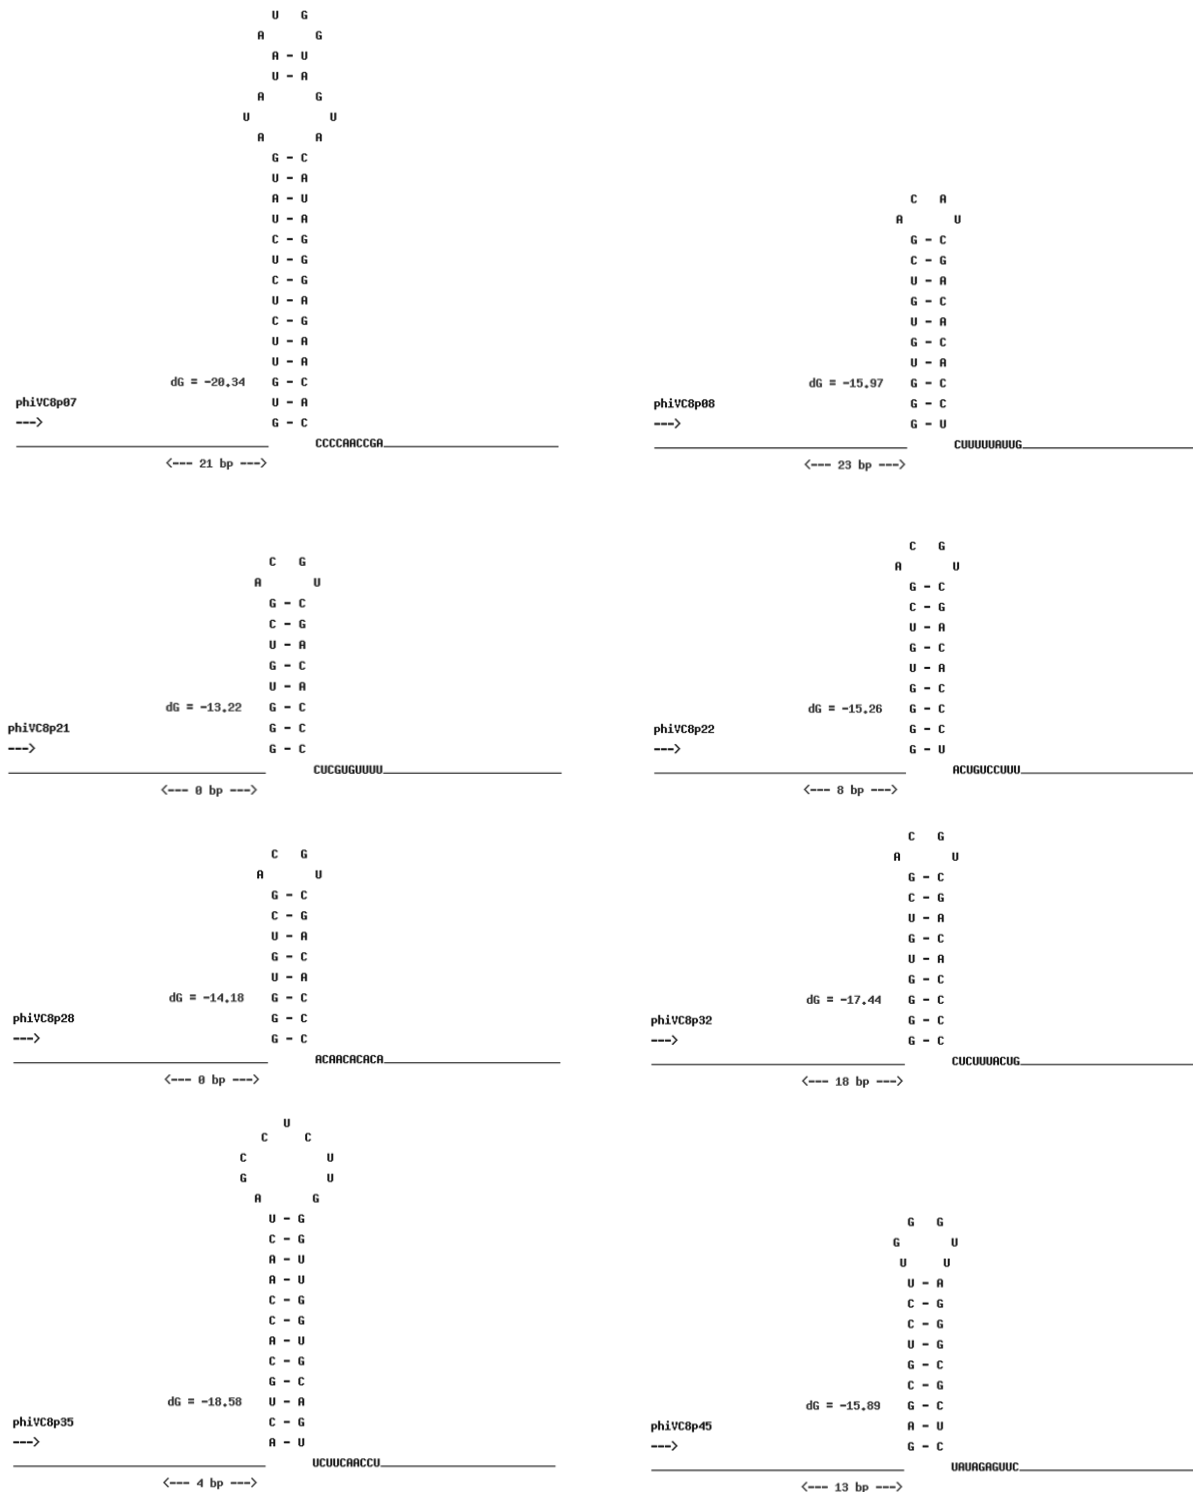 U G
A G
A - U
U - A
A G
U U
A A
G - C
U - A
A - U
U - A
C - G
U - G
C - G
U - A
C - G
U - A
U - A
dG = -20.34 G - C
phiVC8p07 U - A
---> G - C
CCCCAACCGA
<--- 21 bp --->
C A
A U
G - C
C - G
U - A
G - C
U - A
G - C
U - A
dG = -15.97 G - C
phiVC8p08 G - C
---> G - U
CUUUUUAUUG
<--- 23 bp --->
C G
A U
G - C
C - G
U - A
G - C
U - A
dG = -13.22 G - C
phiVC8p21 G - C
---> G - C
CUCGUGUUUU
<--- 0 bp --->
C G
A U
G - C
C - G
U - A
G - C
U - A
G - C
dG = -15.26 G - C
phiVC8p22 G - C
---> G - U
ACUGUCCUUU
<--- 8 bp --->
C G
A U
G - C
C - G
U - A
G - C
U - A
dG = -14.18 G - C
phiVC8p28 G - C
---> G - C
ACAACACACA
<--- 0 bp --->
C G
A U
G - C
C - G
U - A
G - C
U - A
G - C
dG = -17.44 G - C
phiVC8p32 G - C
---> G - C
CUCUUUACUG
<--- 18 bp --->
U
C C
C U
G U
A G
U - G
C - G
A - U
A - U
C - G
C - G
A - U
C - G
G - C
dG = -18.58 U - A
phiVC8p35 C - G
---> A - U
UCUUCAACCU
<--- 4 bp --->
G G
G U
U U
U - A
C - G
C - G
U - G
G - C
C - G
dG = -15.89 G - C
phiVC8p45 A - U
---> G - C
UAUAGAGUUC
<--- 13 bp --->